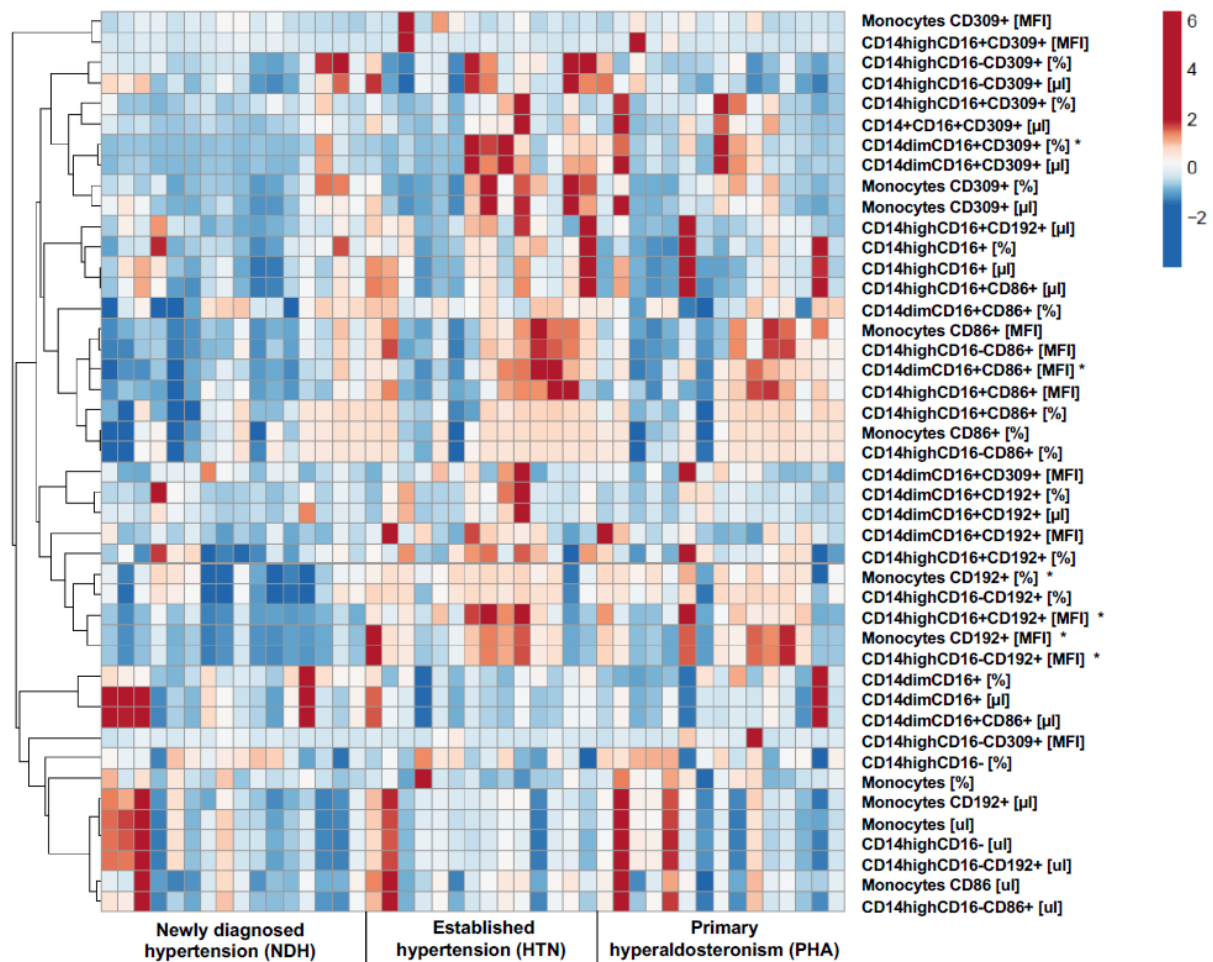 Monocytes CD309+ [MFI]
CD14highCD16+CD309+ [MFI]
CD14highCD16-CD309+ [%]
CD14highCD16-CD309+ [µl]
CD14highCD16+CD309+ [%]
CD14+CD16+CD309+ [µl]
CD14dimCD16+CD309+ [%] *
CD14dimCD16+CD309+ [µl]
Monocytes CD309+ [%]
Monocytes CD309+ [µl]
CD14highCD16+CD192+ [µl]
CD14highCD16+ [%]
CD14highCD16+ [µl]
CD14highCD16+CD86+ [µl]
CD14dimCD16+CD86+ [%]
Monocytes CD86+ [MFI]
CD14highCD16-CD86+ [MFI]
CD14dimCD16+CD86+ [MFI] *
CD14highCD16+CD86+ [MFI]
CD14highCD16+CD86+ [%]
Monocytes CD86+ [%]
CD14highCD16-CD86+ [%]
CD14dimCD16+CD309+ [MFI]
CD14dimCD16+CD192+ [%]
CD14dimCD16+CD192+ [µl]
CD14dimCD16+CD192+ [MFI]
CD14highCD16+CD192+ [%]
Monocytes CD192+ [%] *
CD14highCD16-CD192+ [%]
CD14highCD16+CD192+ [MFI] *
Monocytes CD192+ [MFI] *
CD14highCD16-CD192+ [MFI] *
CD14dimCD16+ [%]
CD14dimCD16+ [µl]
CD14dimCD16+CD86+ [µl]
CD14highCD16-CD309+ [MFI]
CD14highCD16- [%]
Monocytes [%]
Monocytes CD192+ [µl]
Monocytes [ul]
CD14highCD16- [ul]
CD14highCD16-CD192+ [ul]
Monocytes CD86 [ul]
CD14highCD16-CD86+ [ul]
6
4
2
0
−2
Newly diagnosed
hypertension (NDH)
Established
hypertension (HTN)
Primary
hyperaldosteronism (PHA)